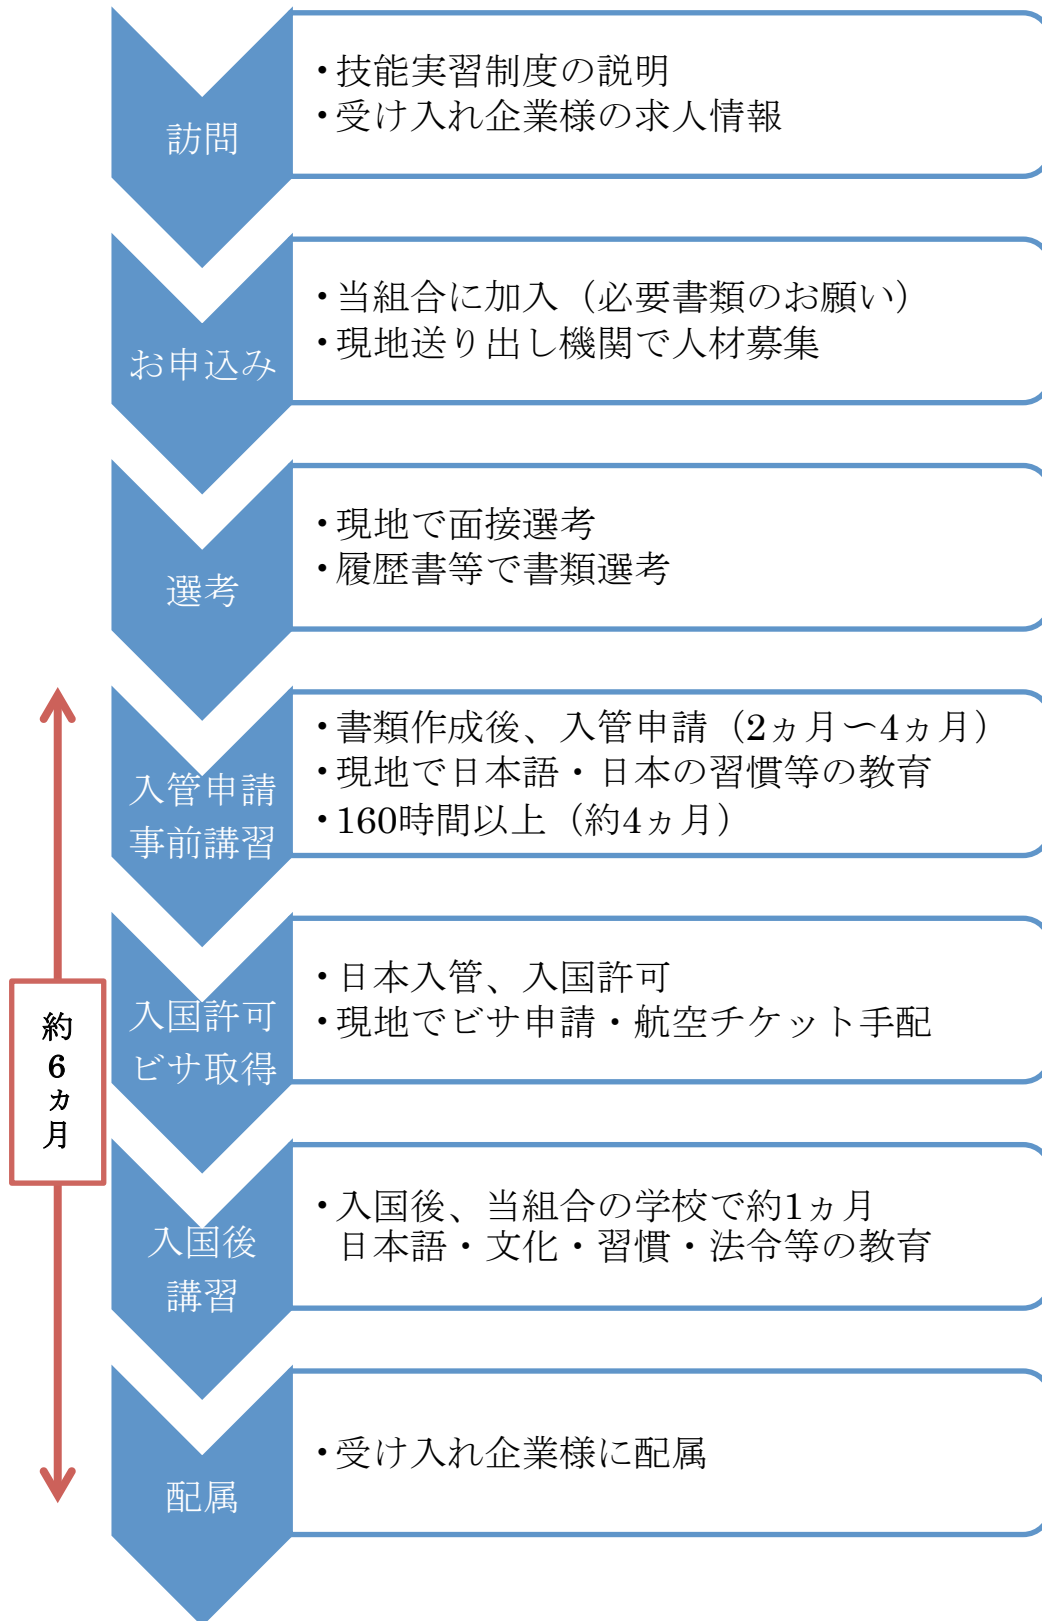 訪問
・技能実習制度の説明
・受け入れ企業様の求人情報
お申込み
・当組合に加入（必要書類のお願い）
・現地送り出し機関で人材募集
選考
・現地で面接選考
・履歴書等で書類選考
入管申請
事前講習
・書類作成後、入管申請（2ヵ月〜4ヵ月）
・現地で日本語・日本の習慣等の教育
・160時間以上（約4ヵ月）
入国許可
ビサ取得
・日本入管、入国許可
・現地でビサ申請・航空チケット手配
入国後
講習
・入国後、当組合の学校で約1ヵ月
日本語・文化・習慣・法令等の教育
配属
・受け入れ企業様に配属
約6ヵ月